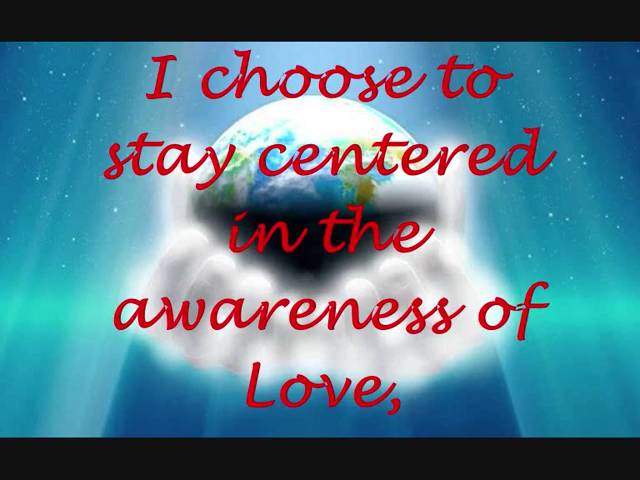 I choose to
stay centered
in the
awareness of
Love,